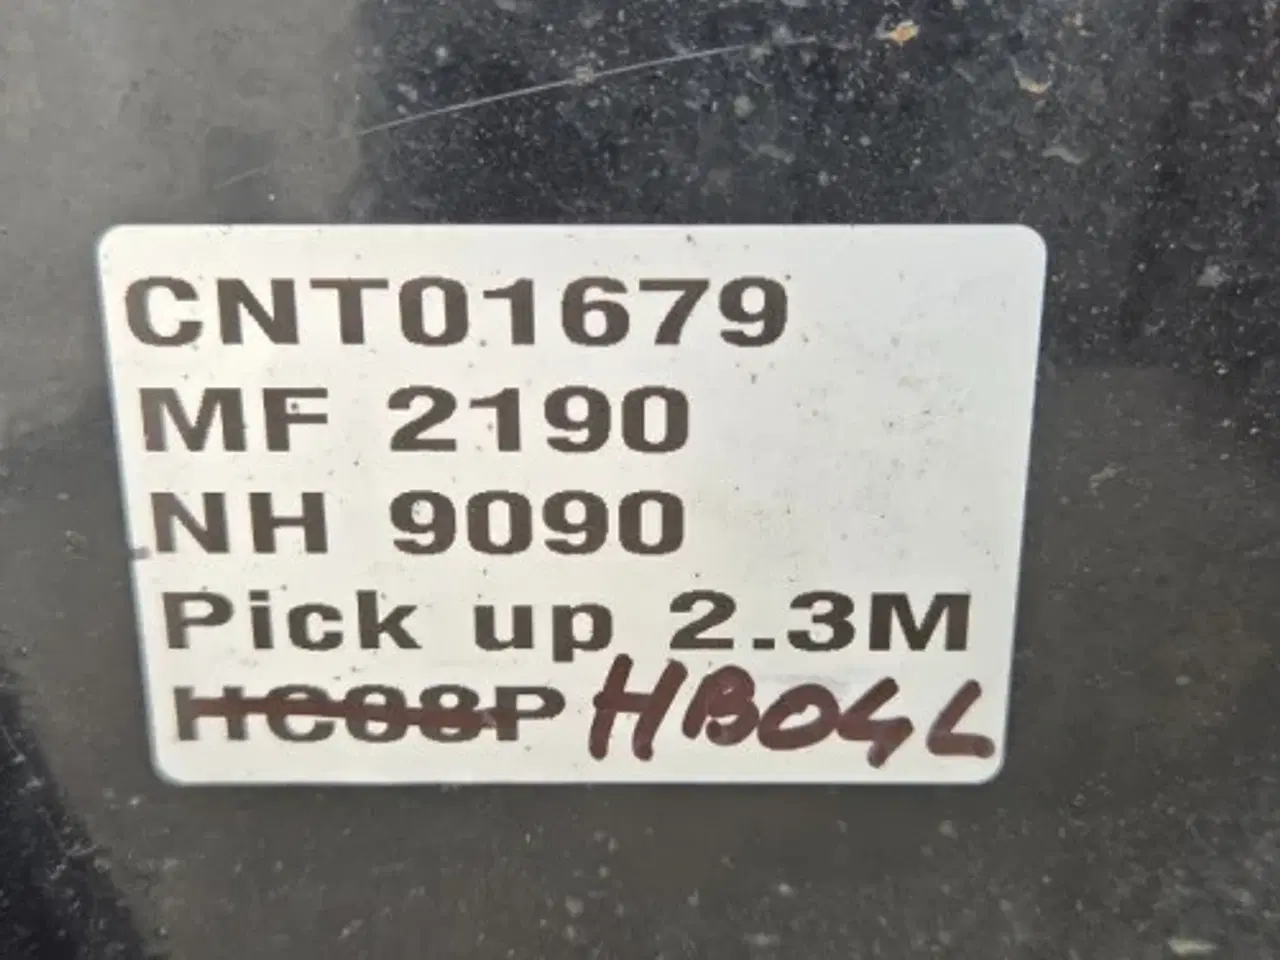 CNT01679
MF 2190
NH 9090
Pick up 2.3M
HC08P HB04L